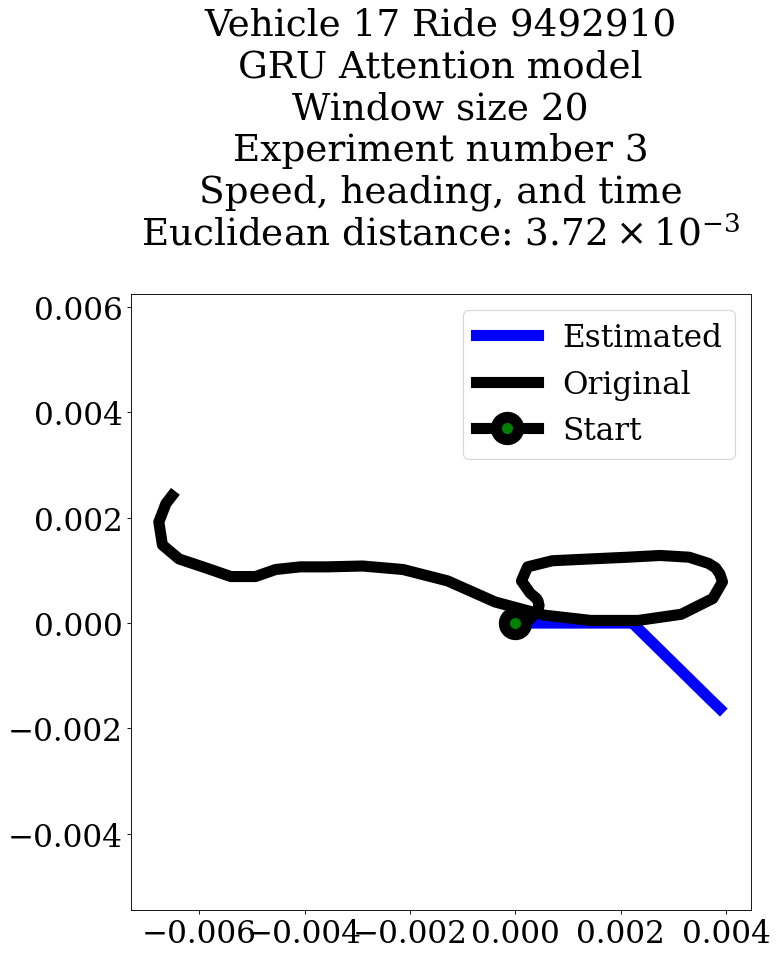 Vehicle 17 Ride 9492910
GRU Attention model
Window size 20
Experiment number 3
Speed, heading, and time
Euclidean distance: 3.72 × 10⁻³
0.006
0.004
0.002
0.000
−0.002
−0.004
Estimated
Original
Start
−0.006 −0.004 −0.002 0.000 0.002 0.004